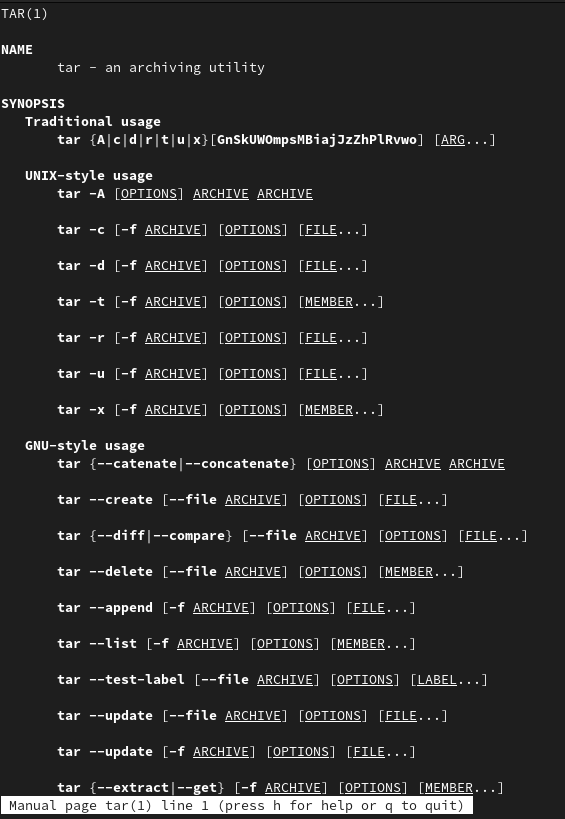 TAR(1)
NAME
tar - an archiving utility
SYNOPSIS
Traditional usage
tar {A|c|d|r|t|u|x}[GnSkUWOmpsMBiajJzZhPlRvwo] [ARG...]
UNIX-style usage
tar -A [OPTIONS] ARCHIVE ARCHIVE
tar -c [-f ARCHIVE] [OPTIONS] [FILE...]
tar -d [-f ARCHIVE] [OPTIONS] [FILE...]
tar -t [-f ARCHIVE] [OPTIONS] [MEMBER...]
tar -r [-f ARCHIVE] [OPTIONS] [FILE...]
tar -u [-f ARCHIVE] [OPTIONS] [FILE...]
tar -x [-f ARCHIVE] [OPTIONS] [MEMBER...]
GNU-style usage
tar {--catenate|--concatenate} [OPTIONS] ARCHIVE ARCHIVE
tar --create [--file ARCHIVE] [OPTIONS] [FILE...]
tar {--diff|--compare} [--file ARCHIVE] [OPTIONS] [FILE...]
tar --delete [--file ARCHIVE] [OPTIONS] [MEMBER...]
tar --append [-f ARCHIVE] [OPTIONS] [FILE...]
tar --list [-f ARCHIVE] [OPTIONS] [MEMBER...]
tar --test-label [--file ARCHIVE] [OPTIONS] [LABEL...]
tar --update [--file ARCHIVE] [OPTIONS] [FILE...]
tar --update [-f ARCHIVE] [OPTIONS] [FILE...]
tar {--extract|--get} [-f ARCHIVE] [OPTIONS] [MEMBER...]
Manual page tar(1) line 1 (press h for help or q to quit)